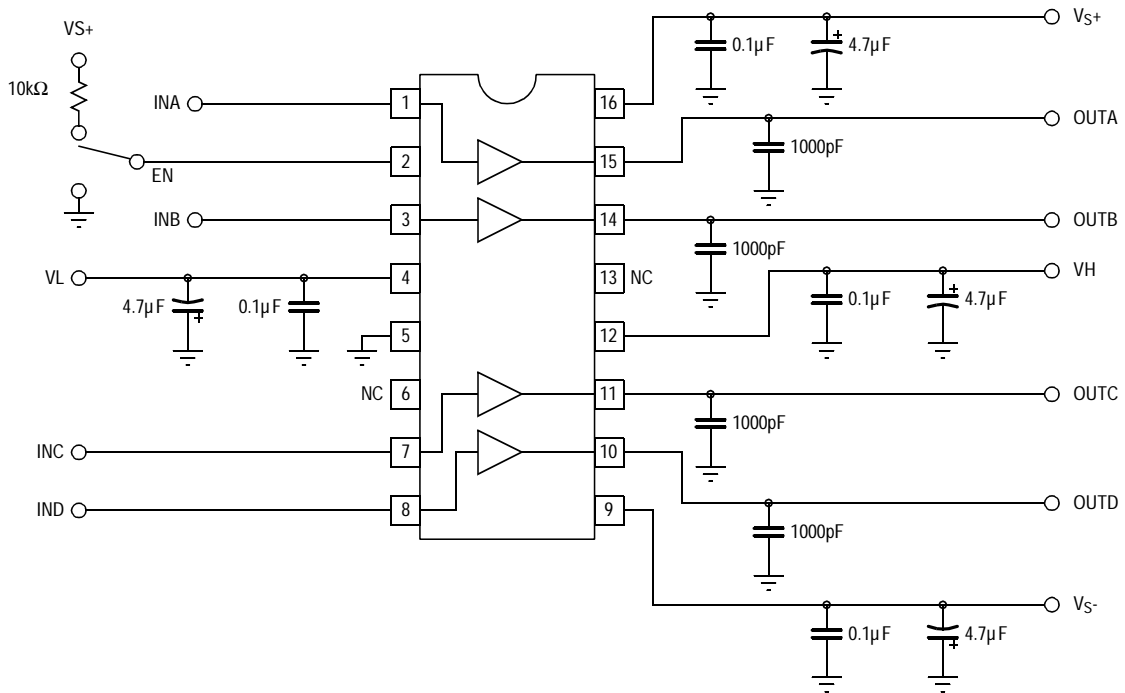 VS+
10kΩ
INA
EN
INB
VL
4.7µF
+
0.1µF
NC
INC
IND
1
2
3
4
5
6
7
8
16
15
14
13
12
11
10
9
NC
0.1µF
+
4.7µF
VS+
1000pF
OUTA
1000pF
OUTB
0.1µF
+
4.7µF
VH
1000pF
OUTC
1000pF
OUTD
0.1µF
+
4.7µF
VS-